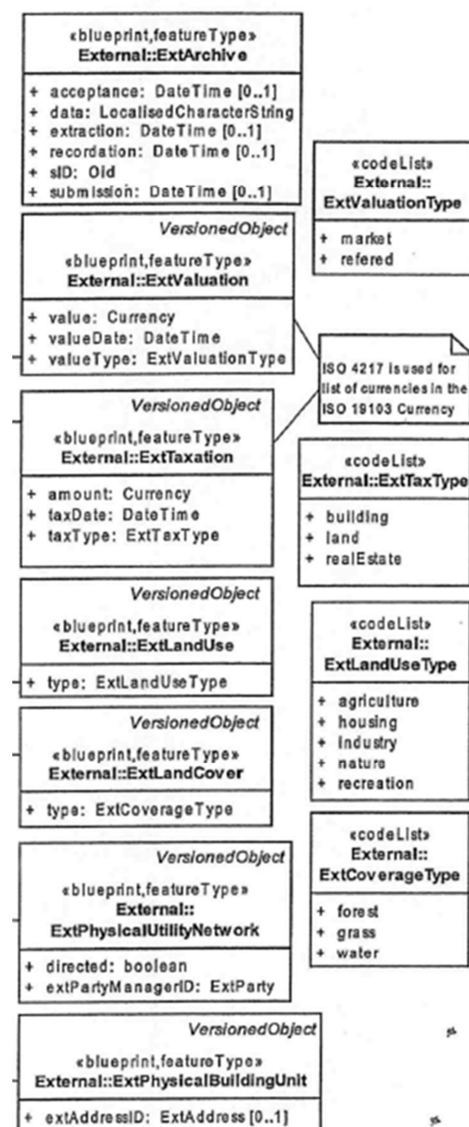 «blueprint,featureType»
External::ExtArchive
+ acceptance: DateTime [0..1]
+ data: LocalisedCharacterString
+ extraction: DateTime [0..1]
+ recordation: DateTime [0..1]
+ sID: Oid
+ submission: DateTime [0..1]
«codeList»
External::
ExtValuationType
+ market
+ refered
VersionedObject
«blueprint,featureType»
External::ExtValuation
+ value: Currency
+ valueDate: DateTime
+ valueType: ExtValuationType
ISO 4217 is used for
list of currencies in the
ISO 19103 Currency
VersionedObject
«blueprint,featureType»
External::ExtTaxation
+ amount: Currency
+ taxDate: DateTime
+ taxType: ExtTaxType
«codeList»
External::ExtTaxType
+ building
+ land
+ realEstate
VersionedObject
«blueprint,featureType»
External::ExtLandUse
+ type: ExtLandUseType
«codeList»
External::
ExtLandUseType
+ agriculture
+ housing
+ industry
+ nature
+ recreation
VersionedObject
«blueprint,featureType»
External::ExtLandCover
+ type: ExtCoverageType
«codeList»
External::
ExtCoverageType
+ forest
+ grass
+ water
VersionedObject
«blueprint,featureType»
External::
ExtPhysicalUtilityNetwork
+ directed: boolean
+ extPartyManagerID: ExtParty
VersionedObject
«blueprint,featureType»
External::ExtPhysicalBuildingUnit
+ extAddressID: ExtAddress [0..1]